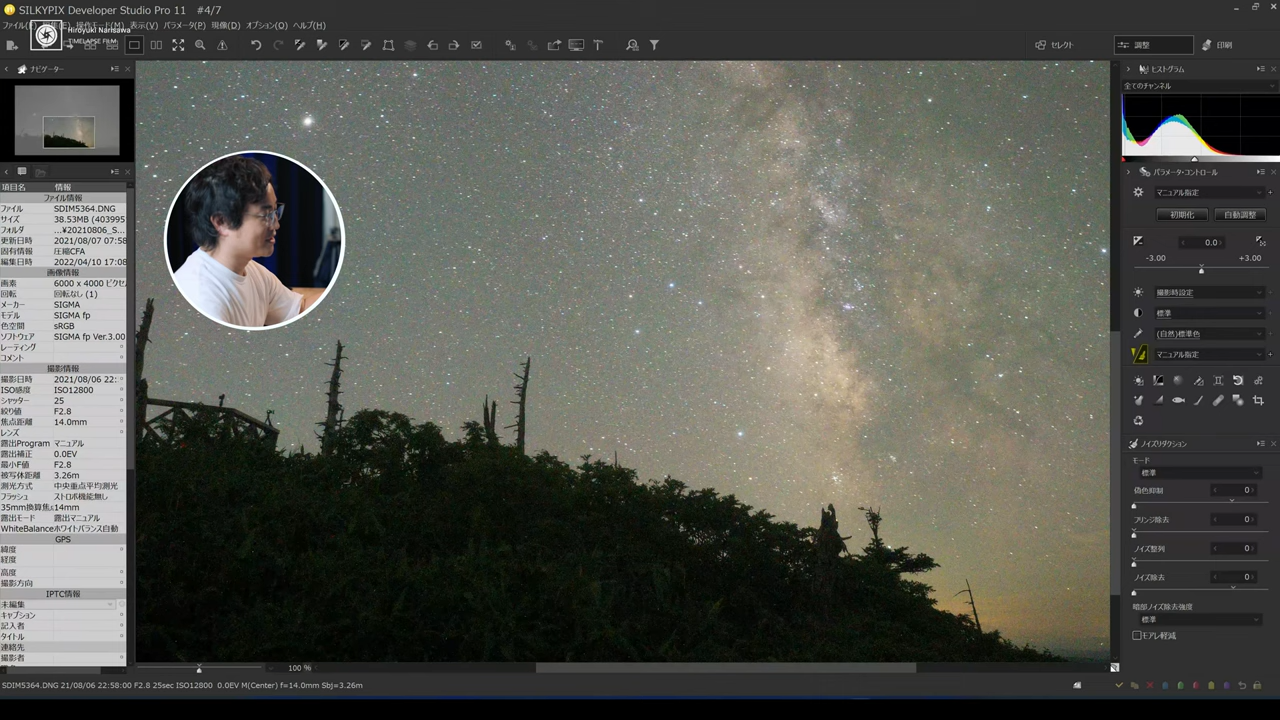 SILKYPIX Developer Studio Pro 11   #4/7
ファイル(F) 編集(E) 操作モード(M) 表示(V) パラメータ(P) 現像(D) オプション(O) ヘルプ(H)
Hiroyuki Narisawa
TIMELAPSE FILM
セレクト
調整
印刷
ナビゲーター
項目名 情報
ファイル情報
ファイル SDIM5364.DNG
サイズ 38.53MB (403995
フォルダ ...¥20210806_S...
更新日時 2021/08/07 07:58
固有情報 圧縮CFA
編集日時 2022/04/10 17:08
画像情報
画素 6000 x 4000 ピクセ
回転 回転なし (1)
メーカー SIGMA
モデル SIGMA fp
色空間 sRGB
ソフトウェア SIGMA fp Ver.3.00
レーティング
コメント
撮影情報
撮影日時 2021/08/06 22:
ISO感度 ISO12800
シャッター 25
絞り値 F2.8
焦点距離 14.0mm
露出Program マニュアル
露出補正 0.0EV
最小F値 F2.8
被写体距離 3.26m
測光方式 中央重点平均測光
フラッシュ ストロボ機能無し
35mm換算焦点 14mm
露出モード 露出マニュアル
WhiteBalance ホワイトバランス自動
GPS
緯度
経度
高度
撮影方向
IPTC情報
未編集
キャプション
記入者
タイトル
連絡先
撮影者
100 %
SDIM5364.DNG 21/08/06 22:58:00 F2.8 25sec ISO12800  0.0EV M(Center) f=14.0mm Sbj=3.26m
ヒストグラム
全てのチャンネル
パラメータ・コントロール
マニュアル指定
初期化 自動調整
0.0
-3.00 +3.00
撮影時設定
標準
(自然)標準色
マニュアル指定
ノイズリダクション
モード
標準
偽色抑制 0
フリンジ除去 0
ノイズ整列 0
ノイズ除去 0
暗部ノイズ除去強度
標準
モアレ軽減